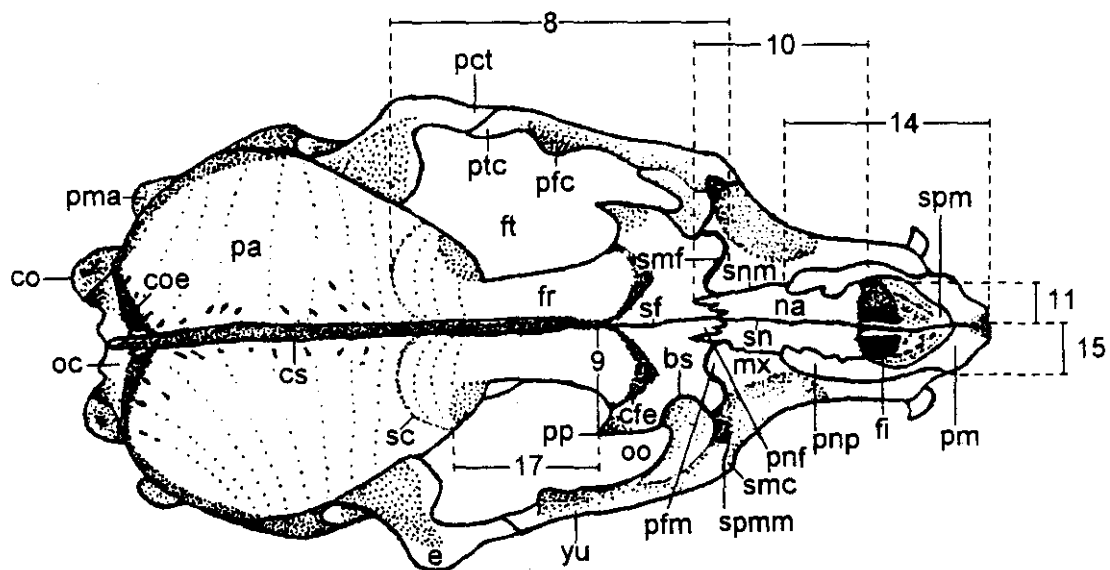 8
10
pct
14
ptc
pfc
pma
spm
pa
ft
co
coe
smf
snm
fr
na
11
sf
sn
oc
cs
9
bs
mx
15
sc
cfe
pp
oo
pnf
pnp
fi
pm
17
smc
pfm
spmm
e
yu